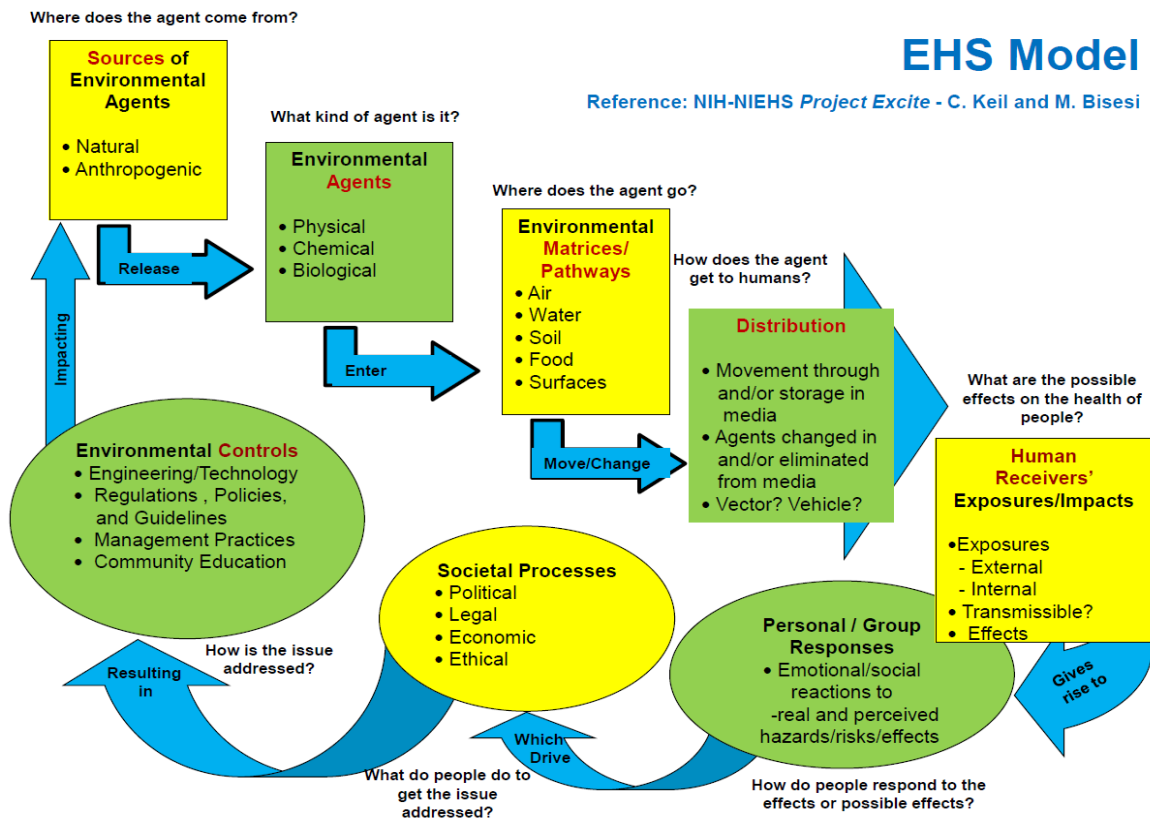 Where does the agent come from?
EHS Model
Reference: NIH-NIEHS Project Excite - C. Keil and M. Bisesi
Sources of
Environmental
Agents
• Natural
• Anthropogenic
Release
What kind of agent is it?
Environmental
Agents
• Physical
• Chemical
• Biological
Enter
Where does the agent go?
Environmental
Matrices/
Pathways
• Air
• Water
• Soil
• Food
• Surfaces
Move/Change
How does the agent
get to humans?
Distribution
• Movement through
and/or storage in
media
• Agents changed in
and/or eliminated
from media
• Vector? Vehicle?
What are the possible
effects on the health of
people?
Human
Receivers'
Exposures/Impacts
•Exposures
- External
- Internal
• Transmissible?
• Effects
Gives
rise to
Personal / Group
Responses
• Emotional/social
reactions to
-real and perceived
hazards/risks/effects
How do people respond to the
effects or possible effects?
Which
Drive
Societal Processes
• Political
• Legal
• Economic
• Ethical
What do people do to
get the issue
addressed?
Resulting
in
How is the issue
addressed?
Environmental Controls
• Engineering/Technology
• Regulations , Policies,
and Guidelines
• Management Practices
• Community Education
Impacting